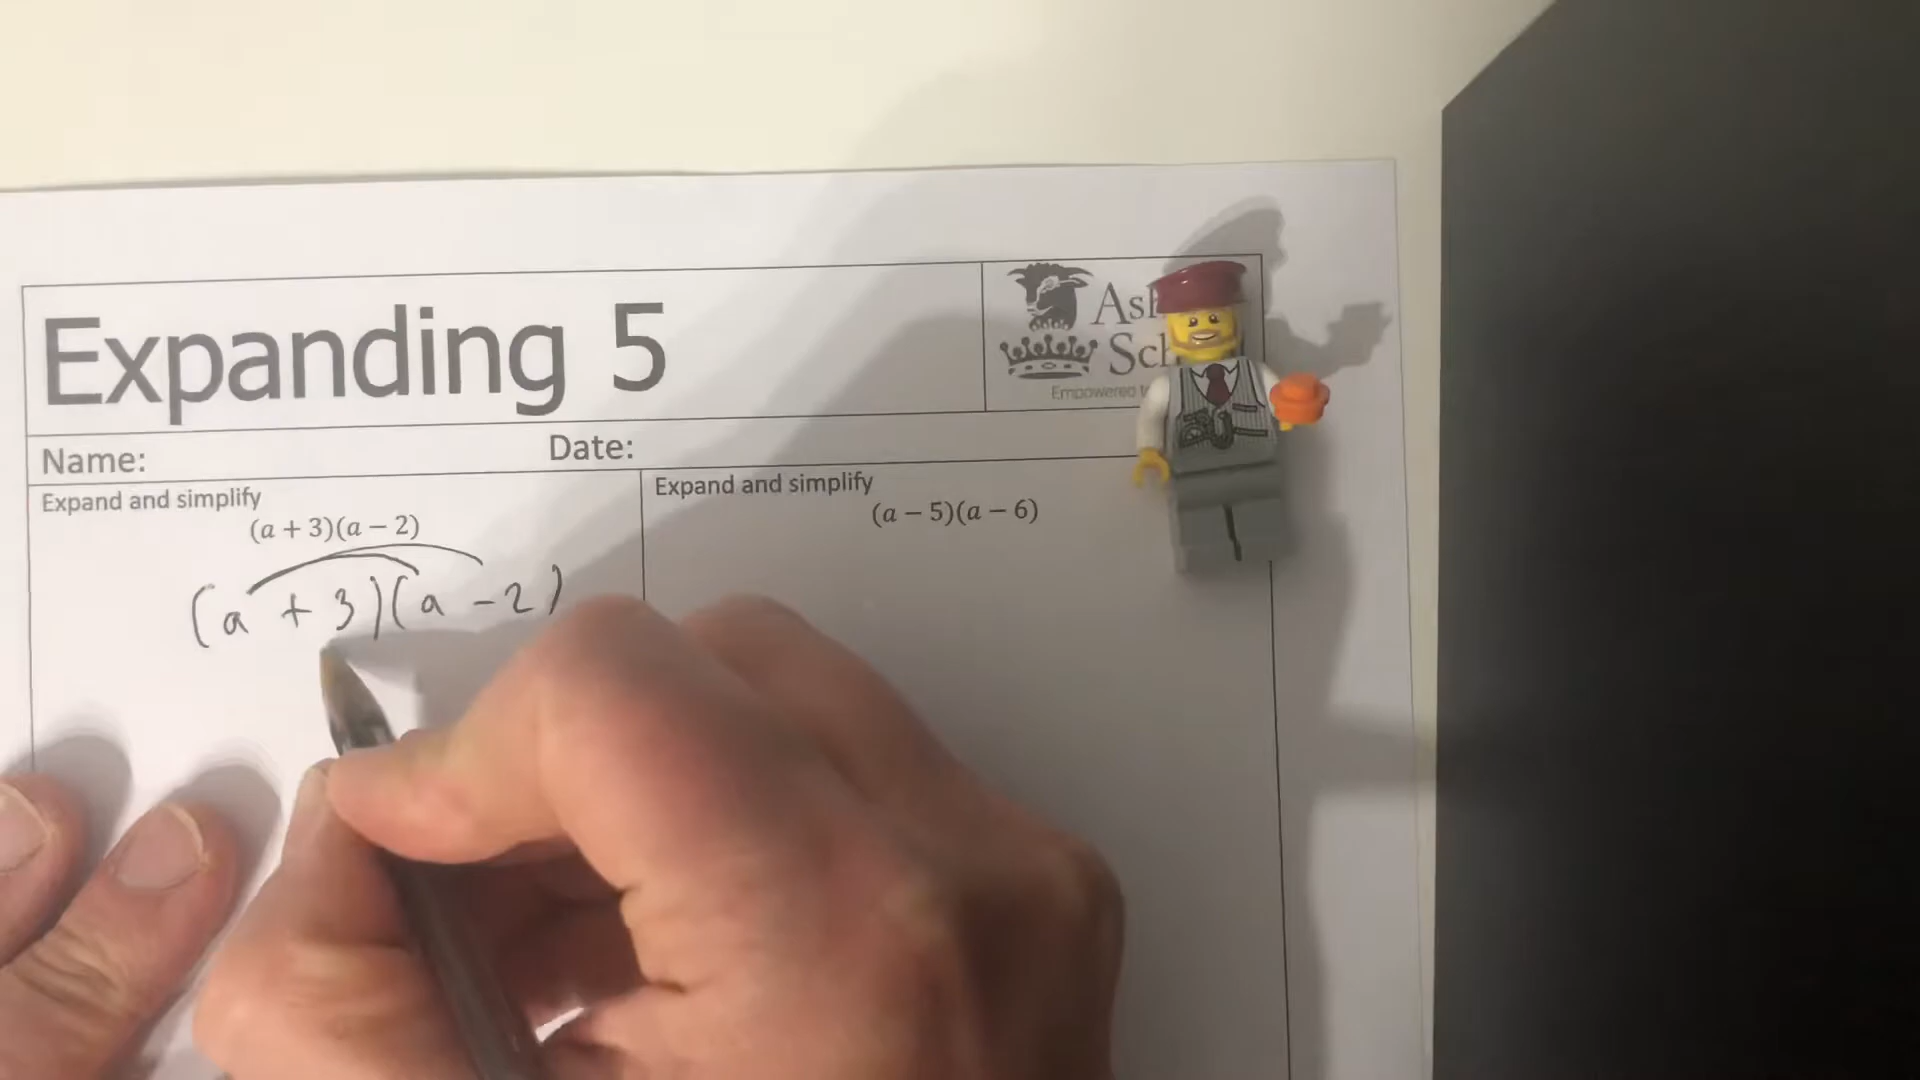 Expanding 5
Name:
Date:
Expand and simplify
(a + 3)(a − 2)
(a + 3)(a - 2)
Expand and simplify
(a − 5)(a − 6)